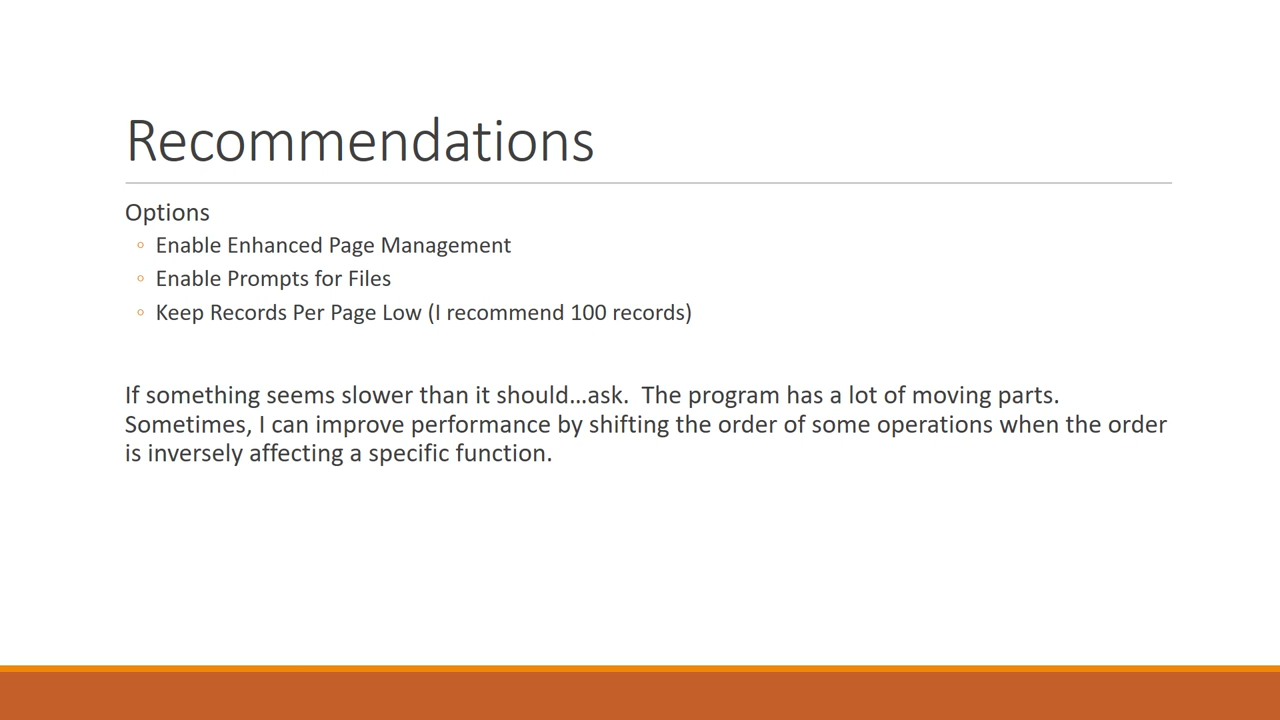 Recommendations
Options
◦ Enable Enhanced Page Management
◦ Enable Prompts for Files
◦ Keep Records Per Page Low (I recommend 100 records)
If something seems slower than it should…ask.  The program has a lot of moving parts.
Sometimes, I can improve performance by shifting the order of some operations when the order
is inversely affecting a specific function.